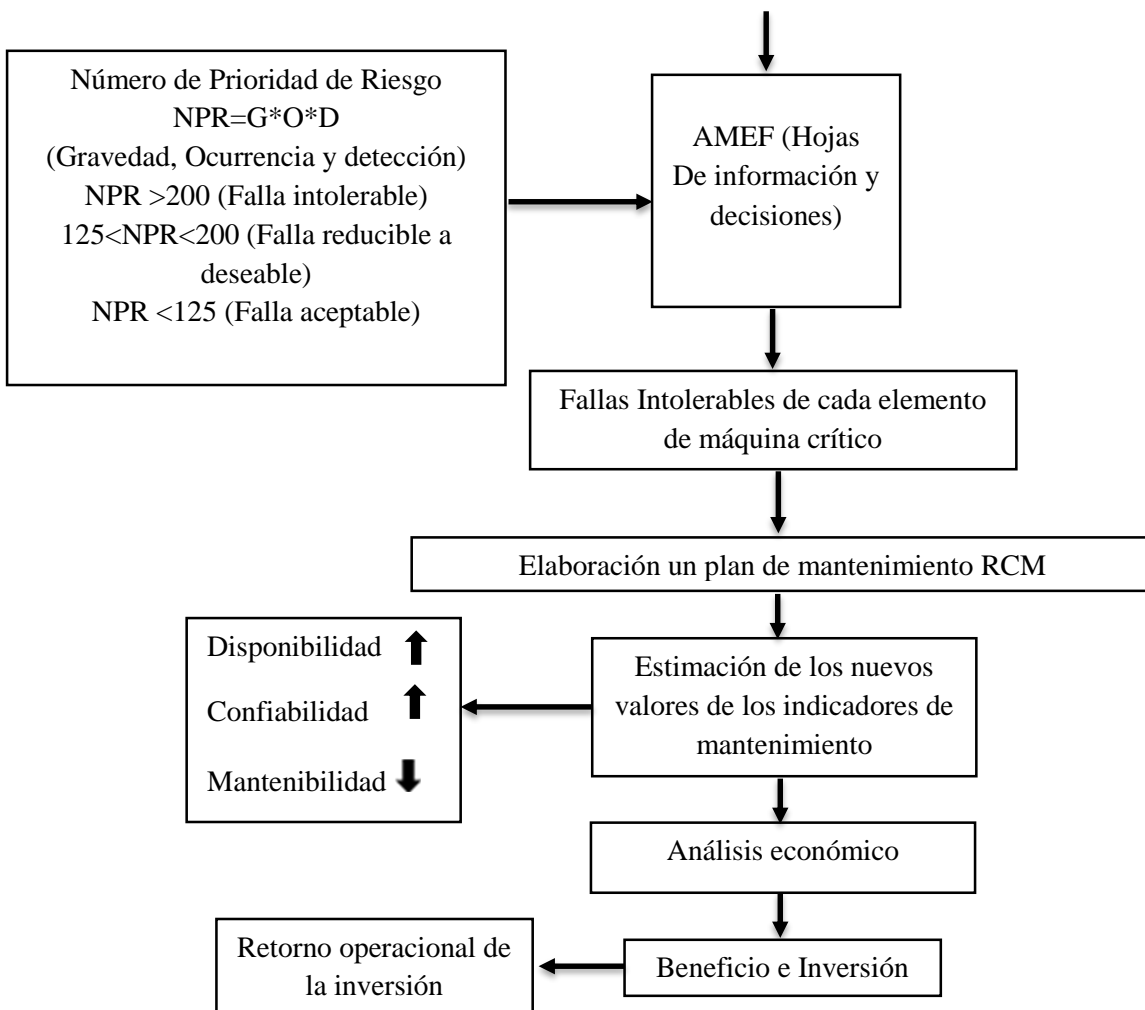 Número de Prioridad de Riesgo
NPR=G*O*D
(Gravedad, Ocurrencia y detección)
NPR >200 (Falla intolerable)
125<NPR<200 (Falla reducible a
deseable)
NPR <125 (Falla aceptable)
AMEF (Hojas
De información y
decisiones)
Fallas Intolerables de cada elemento
de máquina crítico
Elaboración un plan de mantenimiento RCM
Disponibilidad
Confiabilidad
Mantenibilidad
Estimación de los nuevos
valores de los indicadores de
mantenimiento
Análisis económico
Retorno operacional de
la inversión
Beneficio e Inversión